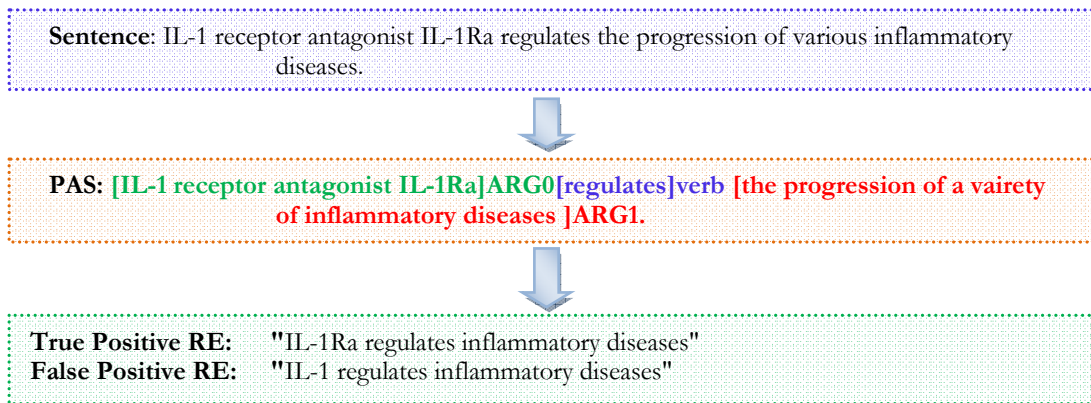 Sentence: IL-1 receptor antagonist IL-1Ra regulates the progression of various inflammatory
diseases.
PAS: [IL-1 receptor antagonist IL-1Ra]ARG0[regulates]verb [the progression of a vairety
of inflammatory diseases ]ARG1.
True Positive RE: "IL-1Ra regulates inflammatory diseases"
False Positive RE: "IL-1 regulates inflammatory diseases"